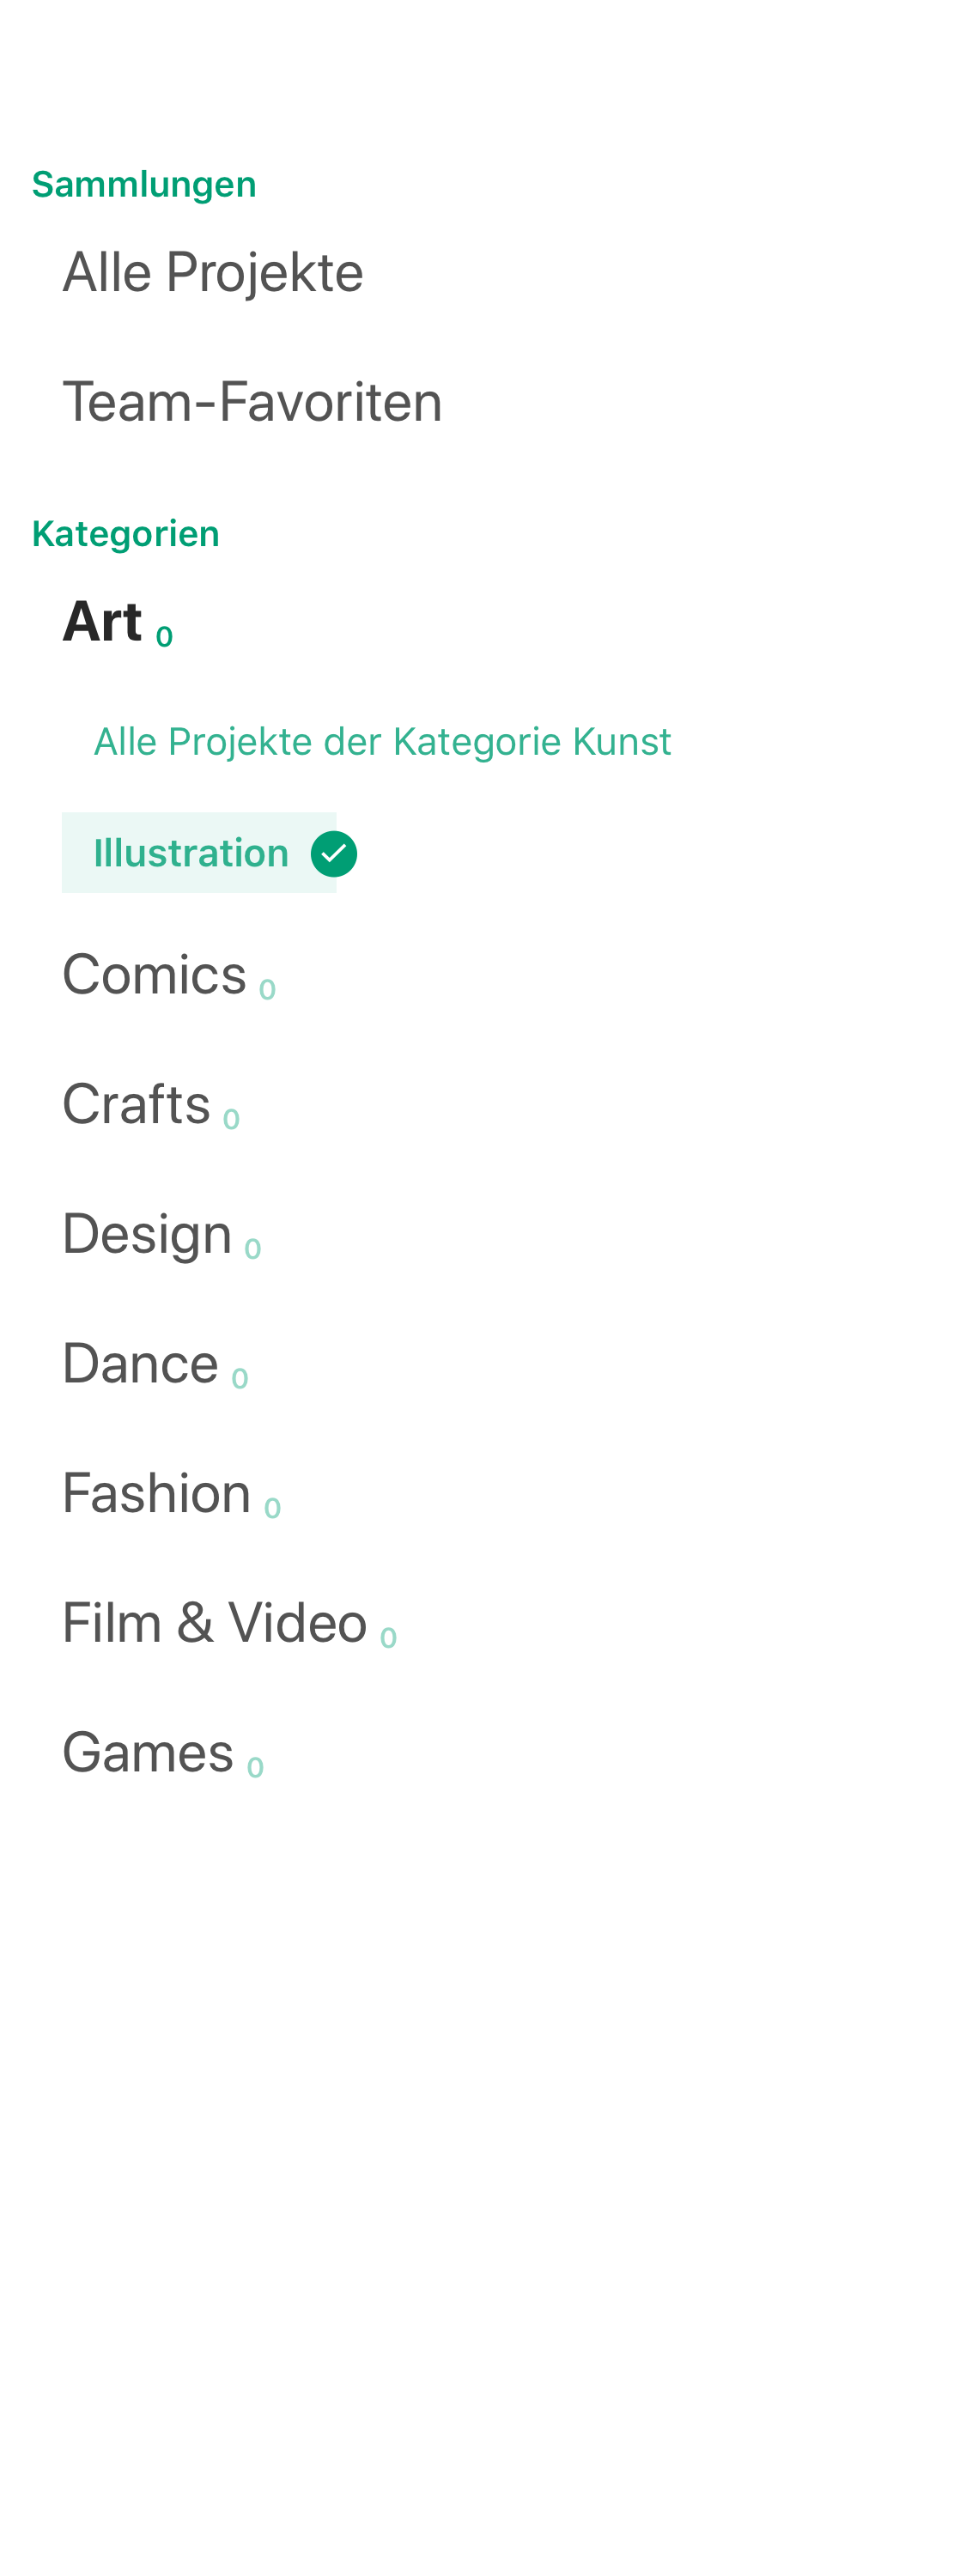 Sammlungen
Alle Projekte
Team-Favoriten
Kategorien
Art 0
Alle Projekte der Kategorie Kunst
Illustration
Comics 0
Crafts 0
Design 0
Dance 0
Fashion 0
Film & Video 0
Games 0